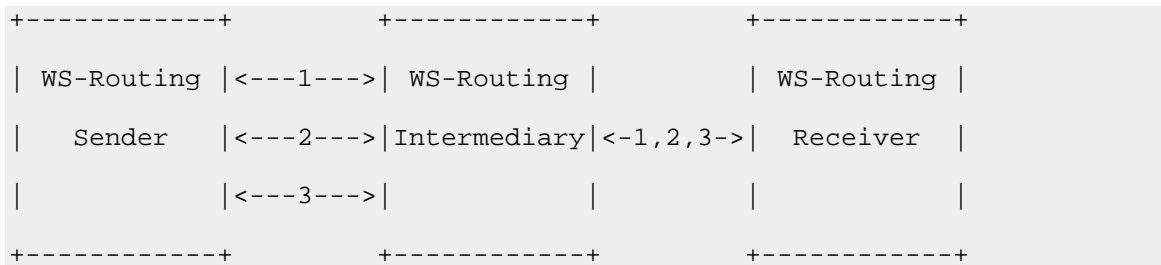 +------------+         +------------+         +------------+
| WS-Routing |<---1--->| WS-Routing |         | WS-Routing |
|   Sender   |<---2--->|Intermediary|<-1,2,3->|  Receiver  |
|            |<---3--->|            |         |            |
+------------+         +------------+         +------------+